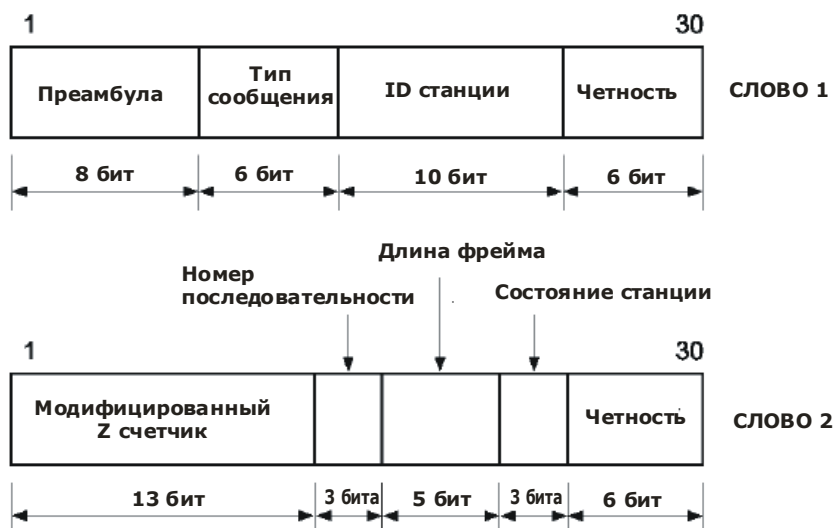 1 30
Преамбула
Тип
сообщения
ID станции
Четность
СЛОВО 1
8 бит 6 бит 10 бит 6 бит
Длина фрейма
Номер
последовательности
Состояние станции
1 30
Модифицированный
Z счетчик
Четность
СЛОВО 2
13 бит 3 бита 5 бит 3 бита 6 бит